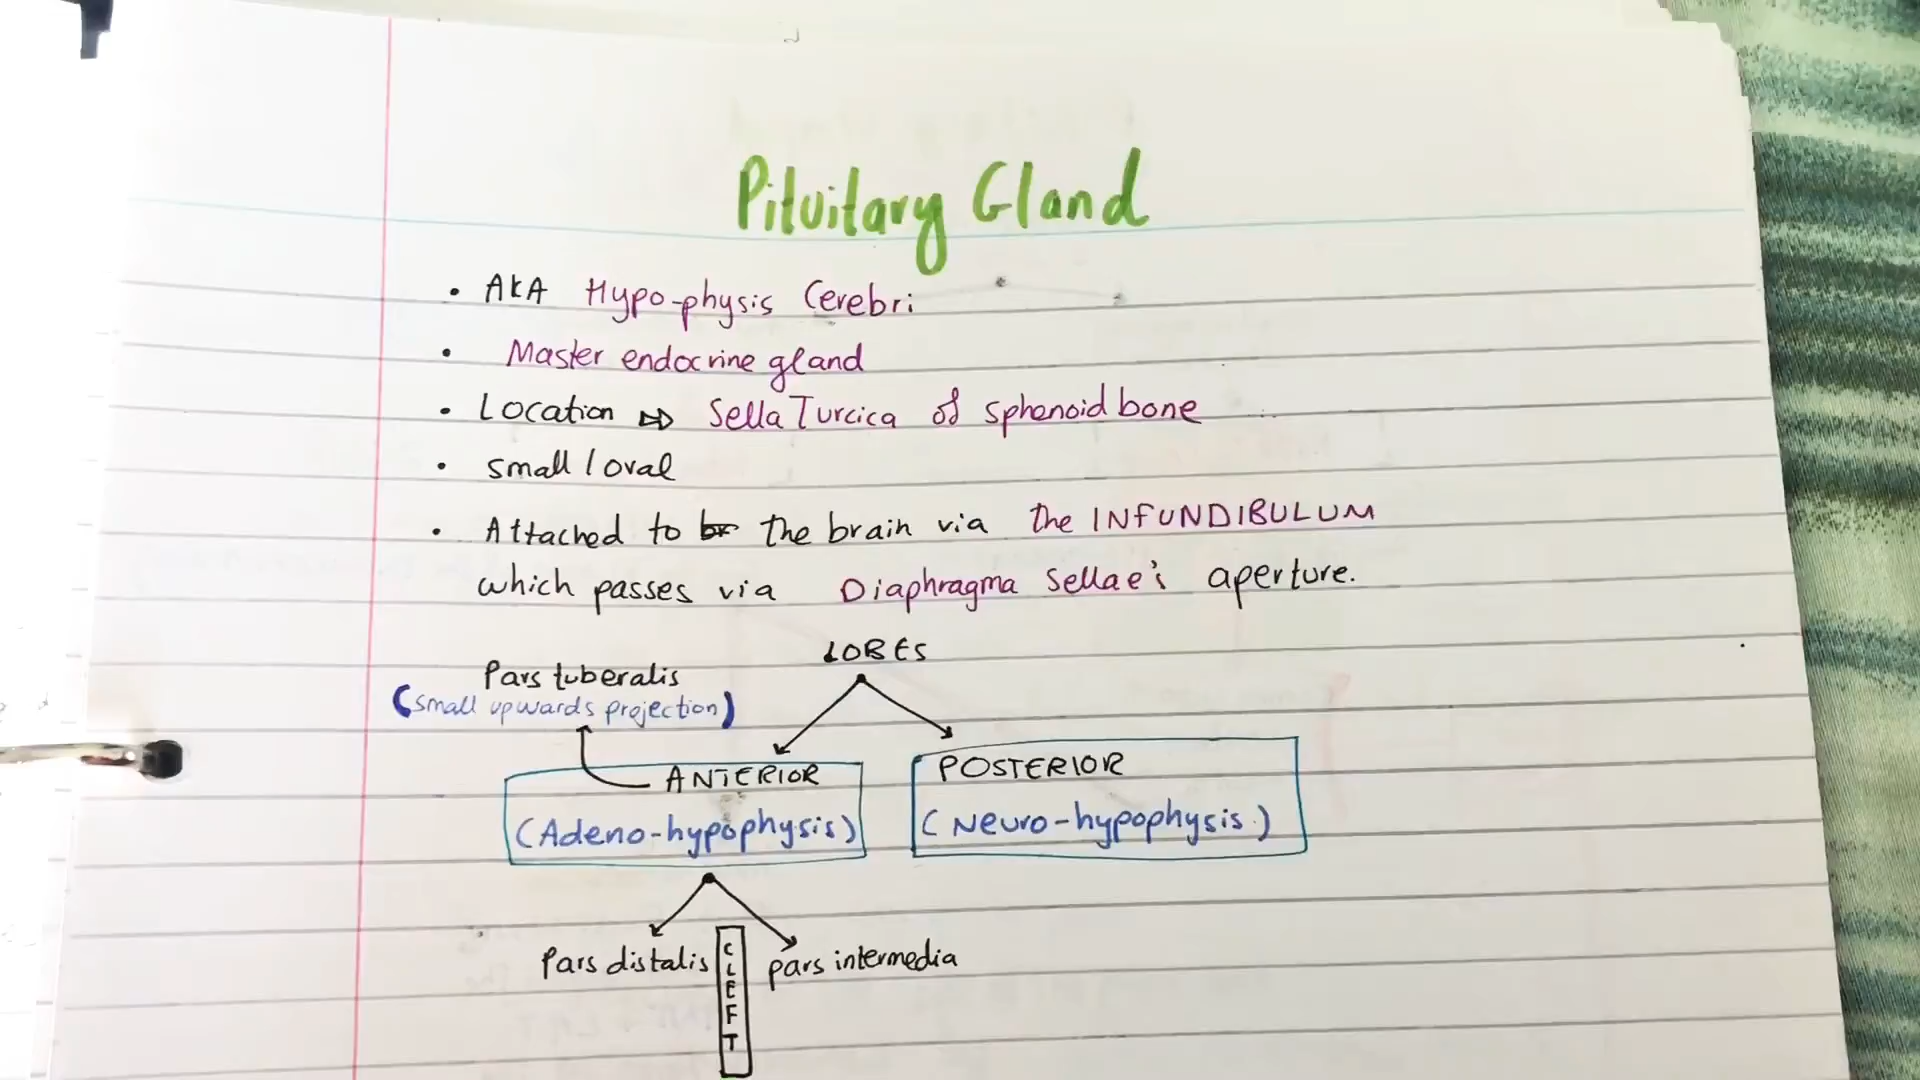 Pituitary Gland
• AKA Hypo-physis Cerebri
• Master endocrine gland
• Location ⇨ Sella Turcica of sphenoid bone
• small / oval
• Attached to the brain via the INFUNDIBULUM
which passes via Diaphragma Sellae's aperture.
LOBES
Pars tuberalis
(small upwards projection)
ANTERIOR
(Adeno-hypophysis)
POSTERIOR
(Neuro-hypophysis)
Pars distalis
CLEFT
pars intermedia